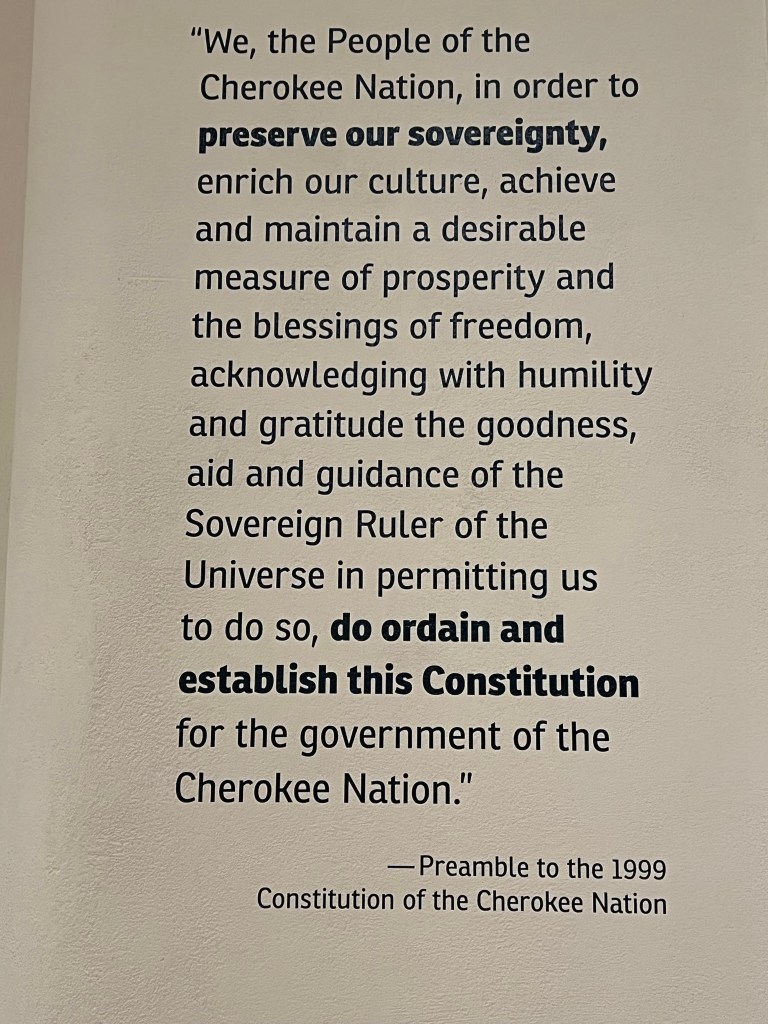 “We, the People of the
Cherokee Nation, in order to
preserve our sovereignty,
enrich our culture, achieve
and maintain a desirable
measure of prosperity and
the blessings of freedom,
acknowledging with humility
and gratitude the goodness,
aid and guidance of the
Sovereign Ruler of the
Universe in permitting us
to do so, do ordain and
establish this Constitution
for the government of the
Cherokee Nation.”
—Preamble to the 1999
Constitution of the Cherokee Nation